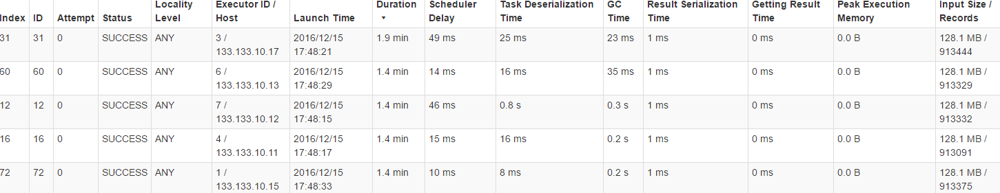 Locality Executor ID / Duration Scheduler Task Deserialization GC Result Serialization Getting Result Peak Execution Input Size /
Index ID Attempt Status Level Host Launch Time Delay Time Time Time Time Memory Records
31 31 0 SUCCESS ANY 3 / 2016/12/15 1.9 min 49 ms 25 ms 23 ms 1 ms 0 ms 0.0 B 128.1 MB /
133.133.10.17 17:48:21 913444
60 60 0 SUCCESS ANY 6 / 2016/12/15 1.4 min 14 ms 16 ms 35 ms 1 ms 0 ms 0.0 B 128.1 MB /
133.133.10.13 17:48:29 913329
12 12 0 SUCCESS ANY 7 / 2016/12/15 1.4 min 46 ms 0.8 s 0.3 s 1 ms 0 ms 0.0 B 128.1 MB /
133.133.10.12 17:48:15 913332
16 16 0 SUCCESS ANY 4 / 2016/12/15 1.4 min 15 ms 16 ms 0.2 s 1 ms 0 ms 0.0 B 128.1 MB /
133.133.10.11 17:48:17 913091
72 72 0 SUCCESS ANY 1 / 2016/12/15 1.4 min 10 ms 8 ms 0.2 s 1 ms 0 ms 0.0 B 128.1 MB /
133.133.10.15 17:48:33 913375